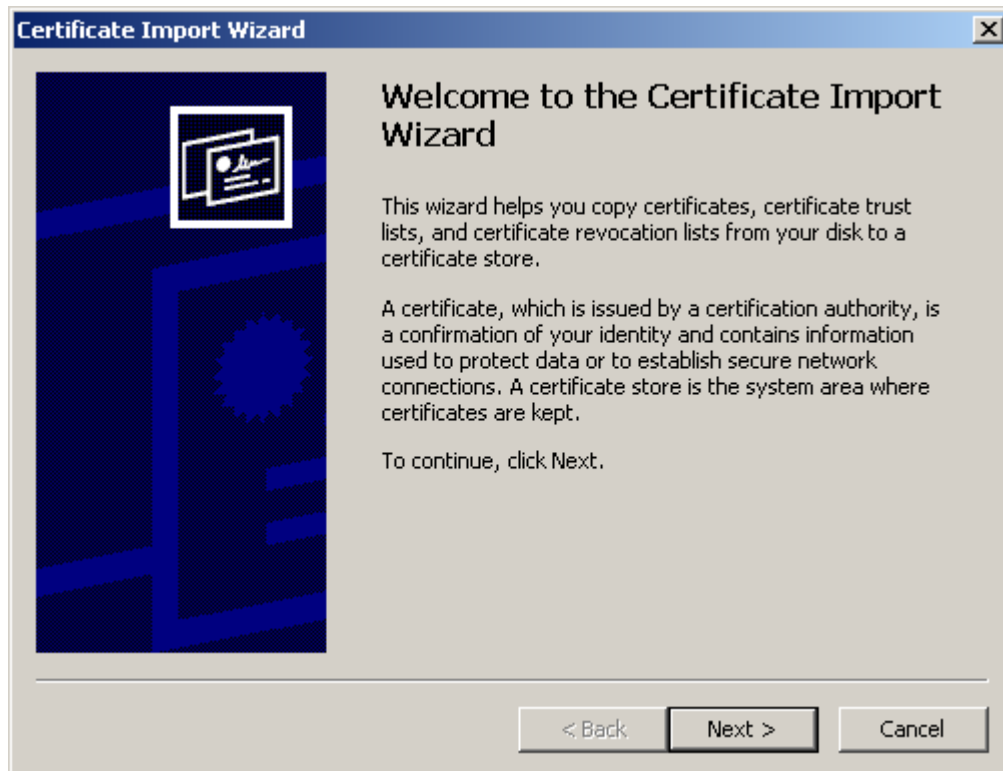 Certificate Import Wizard
Welcome to the Certificate Import
Wizard
This wizard helps you copy certificates, certificate trust
lists, and certificate revocation lists from your disk to a
certificate store.
A certificate, which is issued by a certification authority, is
a confirmation of your identity and contains information
used to protect data or to establish secure network
connections. A certificate store is the system area where
certificates are kept.
To continue, click Next.
< Back
Next >
Cancel